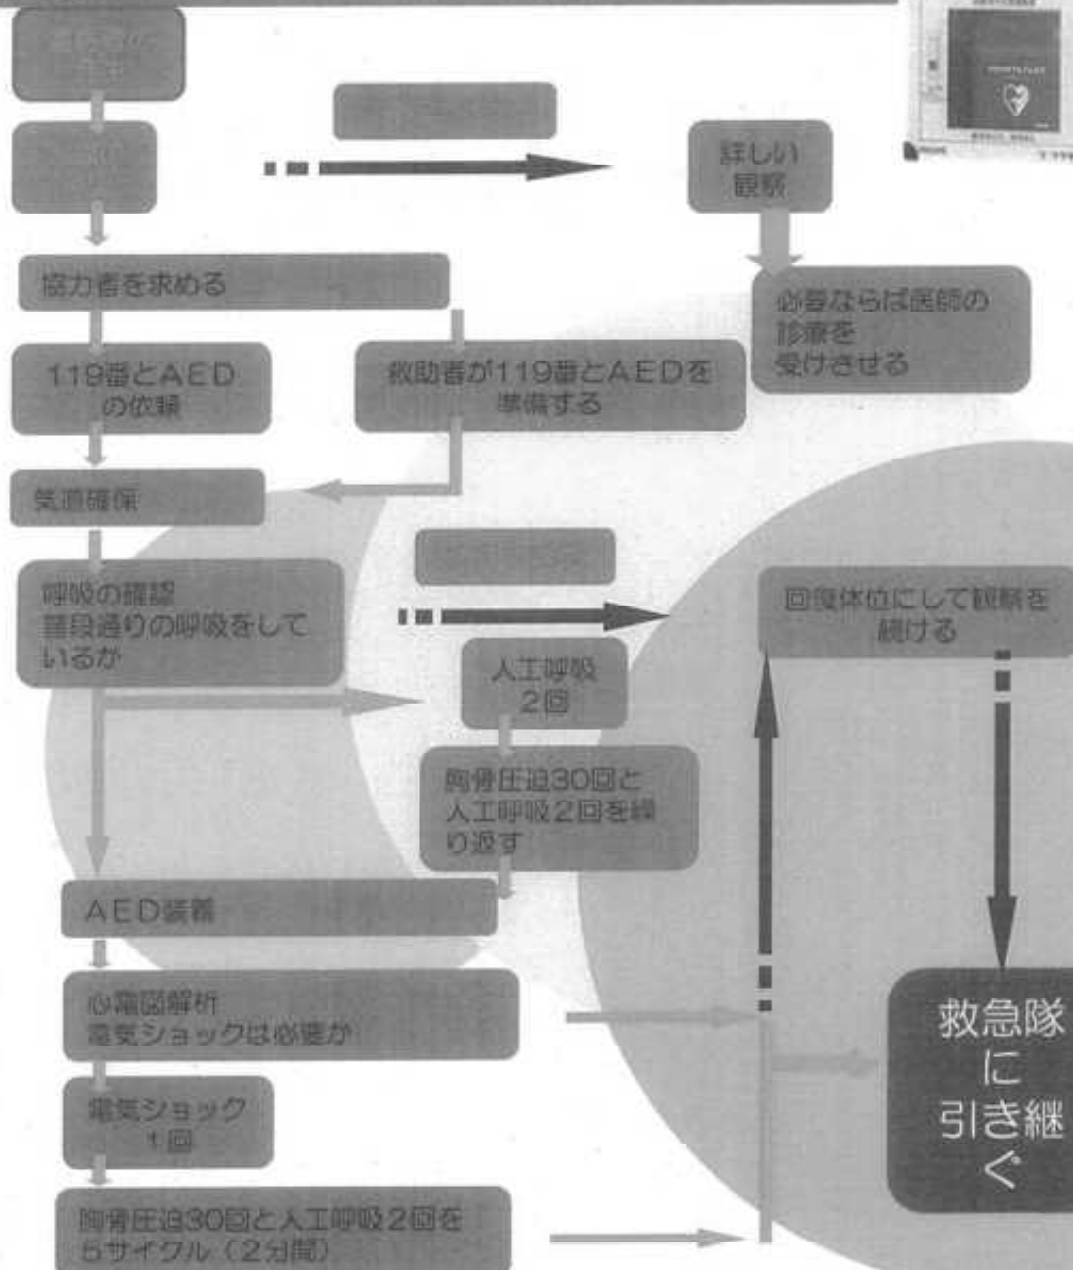 詳しい
観察
協力者を求める
必要ならば医師の
診療を
受けさせる
119番とAED
の依頼
救助者が119番とAEDを
準備する
気道確保
呼吸の確認
普段通りの呼吸をして
いるか
回復体位にして観察を
続ける
人工呼吸
2回
胸骨圧迫30回と
人工呼吸2回を繰
り返す
AED装着
心電図解析
電気ショックは必要か
救急隊
に
引き継
ぐ
電気ショック
1回
胸骨圧迫30回と人工呼吸2回を
5サイクル(2分間)